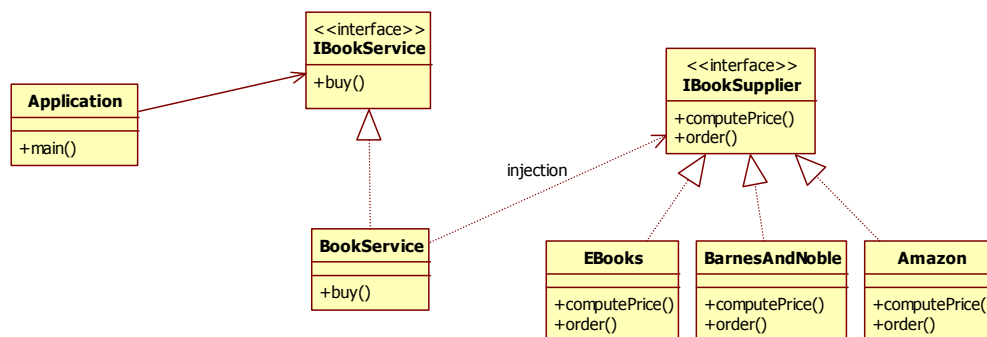 <<interface>>
IBookService
+buy()
Application
+main()
<<interface>>
IBookSupplier
+computePrice()
+order()
injection
BookService
+buy()
EBooks
+computePrice()
+order()
BarnesAndNoble
+computePrice()
+order()
Amazon
+computePrice(
+order()